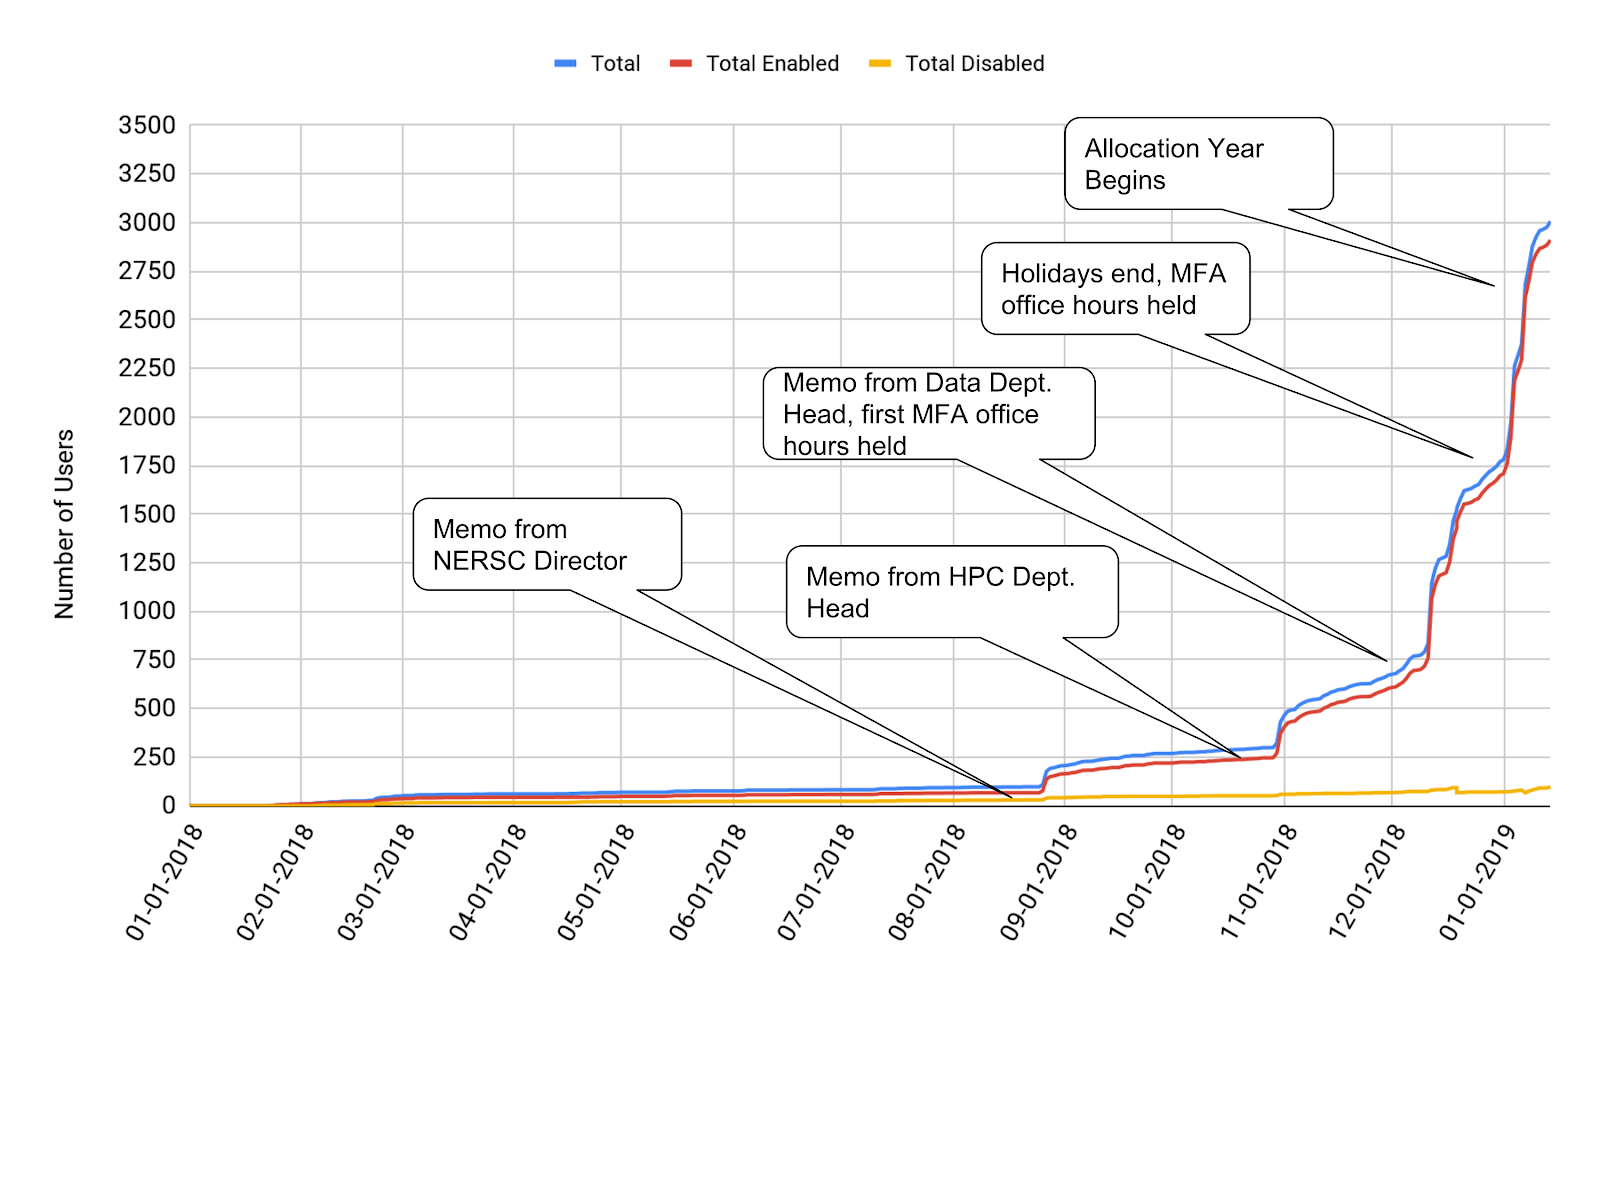 Total Total Enabled Total Disabled
3500
3250
3000
2750
2500
2250
2000
1750
1500
1250
1000
750
500
250
0
Number of Users
Allocation Year
Begins
Holidays end, MFA
office hours held
Memo from Data Dept.
Head, first MFA office
hours held
Memo from
NERSC Director
Memo from HPC Dept.
Head
01-01-2018
02-01-2018
03-01-2018
04-01-2018
05-01-2018
06-01-2018
07-01-2018
08-01-2018
09-01-2018
10-01-2018
11-01-2018
12-01-2018
01-01-2019